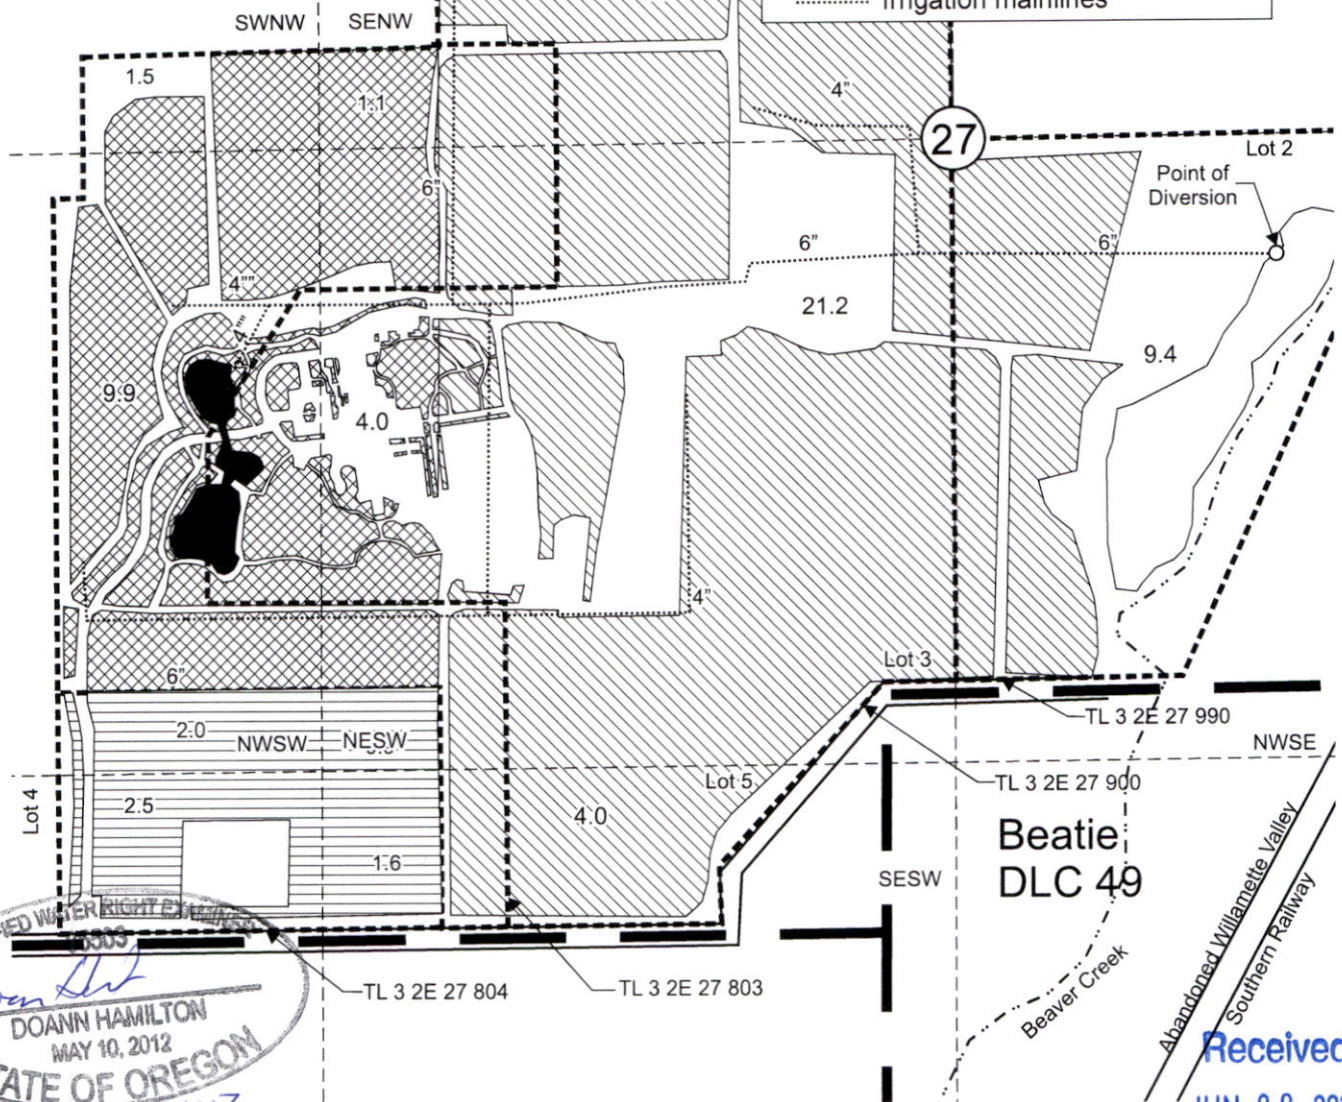 Irrigation mainlines
SWNW
SENW
1.5
1.1
4"
27
Lot 2
Point of
Diversion
6"
6"
6"
4""
4""
21.2
9.4
9.9
4.0
4"
Lot 3
6"
TL 3 2E 27 990
2.0
NWSW
NESW
NWSE
Lot 5
TL 3 2E 27 900
2.5
Lot 4
4.0
Beatie
DLC 49
1.6
SESW
WATER RIGHT EXAMINER
TL 3 2E 27 804
TL 3 2E 27 803
DOANN HAMILTON
MAY 10, 2012
STATE OF OREGON
Beaver Creek
Abandoned Willamette Valley
Southern Railway
Received